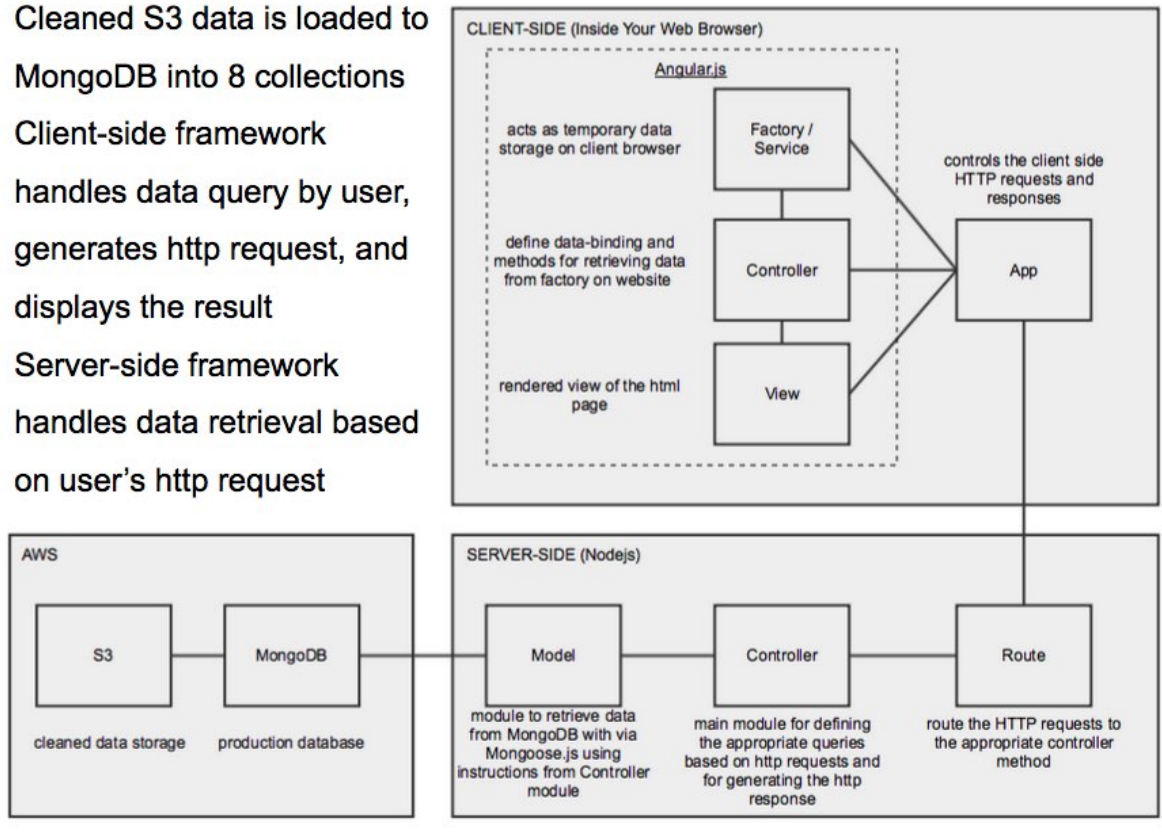 Cleaned S3 data is loaded to
MongoDB into 8 collections
Client-side framework
handles data query by user,
generates http request, and
displays the result
Server-side framework
handles data retrieval based
on user’s http request
CLIENT-SIDE (Inside Your Web Browser)
Angular.js
acts as temporary data
storage on client browser
Factory /
Service
controls the client side
HTTP requests and
responses
define data-binding and
methods for retrieving data
from factory on website
Controller
App
rendered view of the html
page
View
AWS
S3
MongoDB
cleaned data storage
production database
SERVER-SIDE (Nodejs)
Model
Controller
Route
module to retrieve data
from MongoDB with via
Mongoose.js using
instructions from Controller
module
main module for defining
the appropriate queries
based on http requests and
for generating the http
response
route the HTTP requests to
the appropriate controller
method